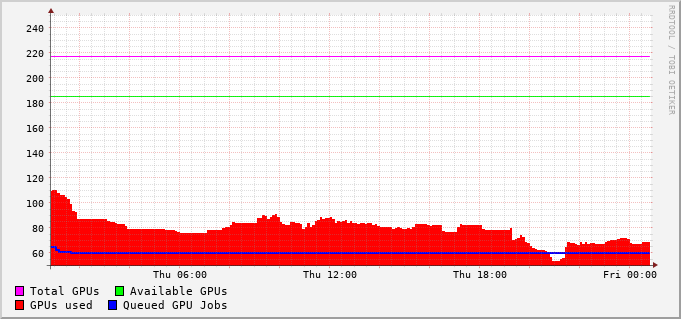 RRDTOOL / TOBI OETIKER
240
220
200
180
160
140
120
100
80
60
Thu 06:00 Thu 12:00 Thu 18:00 Fri 00:00
Total GPUs Available GPUs
GPUs used Queued GPU Jobs